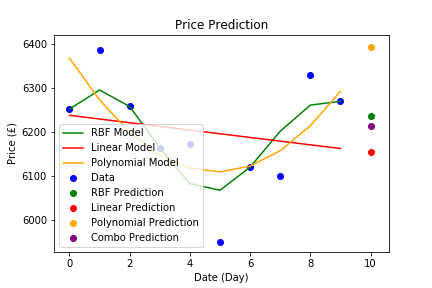 Price Prediction
6400
6300
6200
6100
6000
Price (£)
RBF Model
Linear Model
Polynomial Model
Data
RBF Prediction
Linear Prediction
Polynomial Prediction
Combo Prediction
0 2 4 6 8 10
Date (Day)